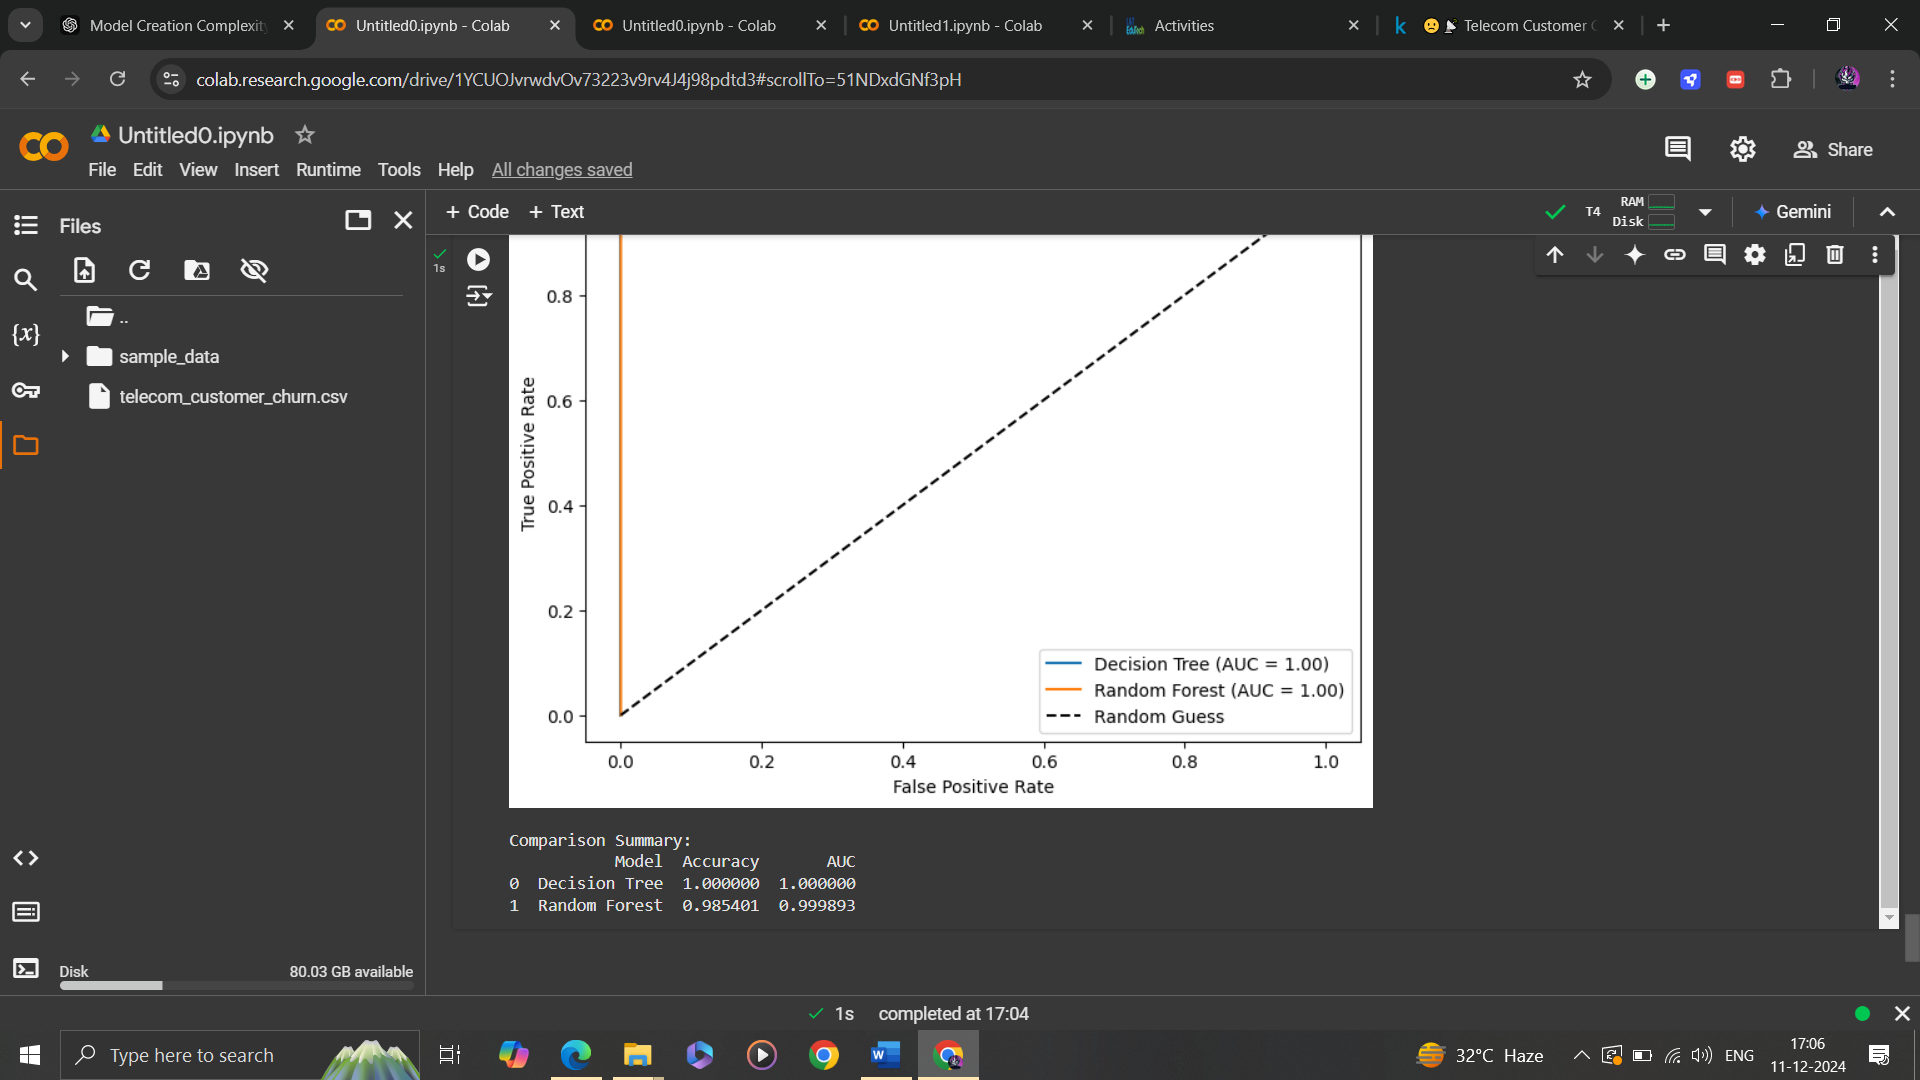 Model Creation Complexity
Untitled0.ipynb - Colab
Untitled0.ipynb - Colab
Untitled1.ipynb - Colab
Activities
Telecom Customer C
colab.research.google.com/drive/1YCUOJvrwdvOv73223v9rv4J4j98pdtd3#scrollTo=51NDxdGNf3pH
Untitled0.ipynb
File Edit View Insert Runtime Tools Help All changes saved
Share
Files
+ Code + Text
T4
RAM
Disk
Gemini
1s
..
sample_data
telecom_customer_churn.csv
{x}
True Positive Rate
0.8
0.6
0.4
0.2
0.0
Decision Tree (AUC = 1.00)
Random Forest (AUC = 1.00)
Random Guess
0.0 0.2 0.4 0.6 0.8 1.0
False Positive Rate
Comparison Summary:
Model Accuracy AUC
0 Decision Tree 1.000000 1.000000
1 Random Forest 0.985401 0.999893
Disk 80.03 GB available
1s completed at 17:04
Type here to search
32°C Haze
ENG
17:06
11-12-2024